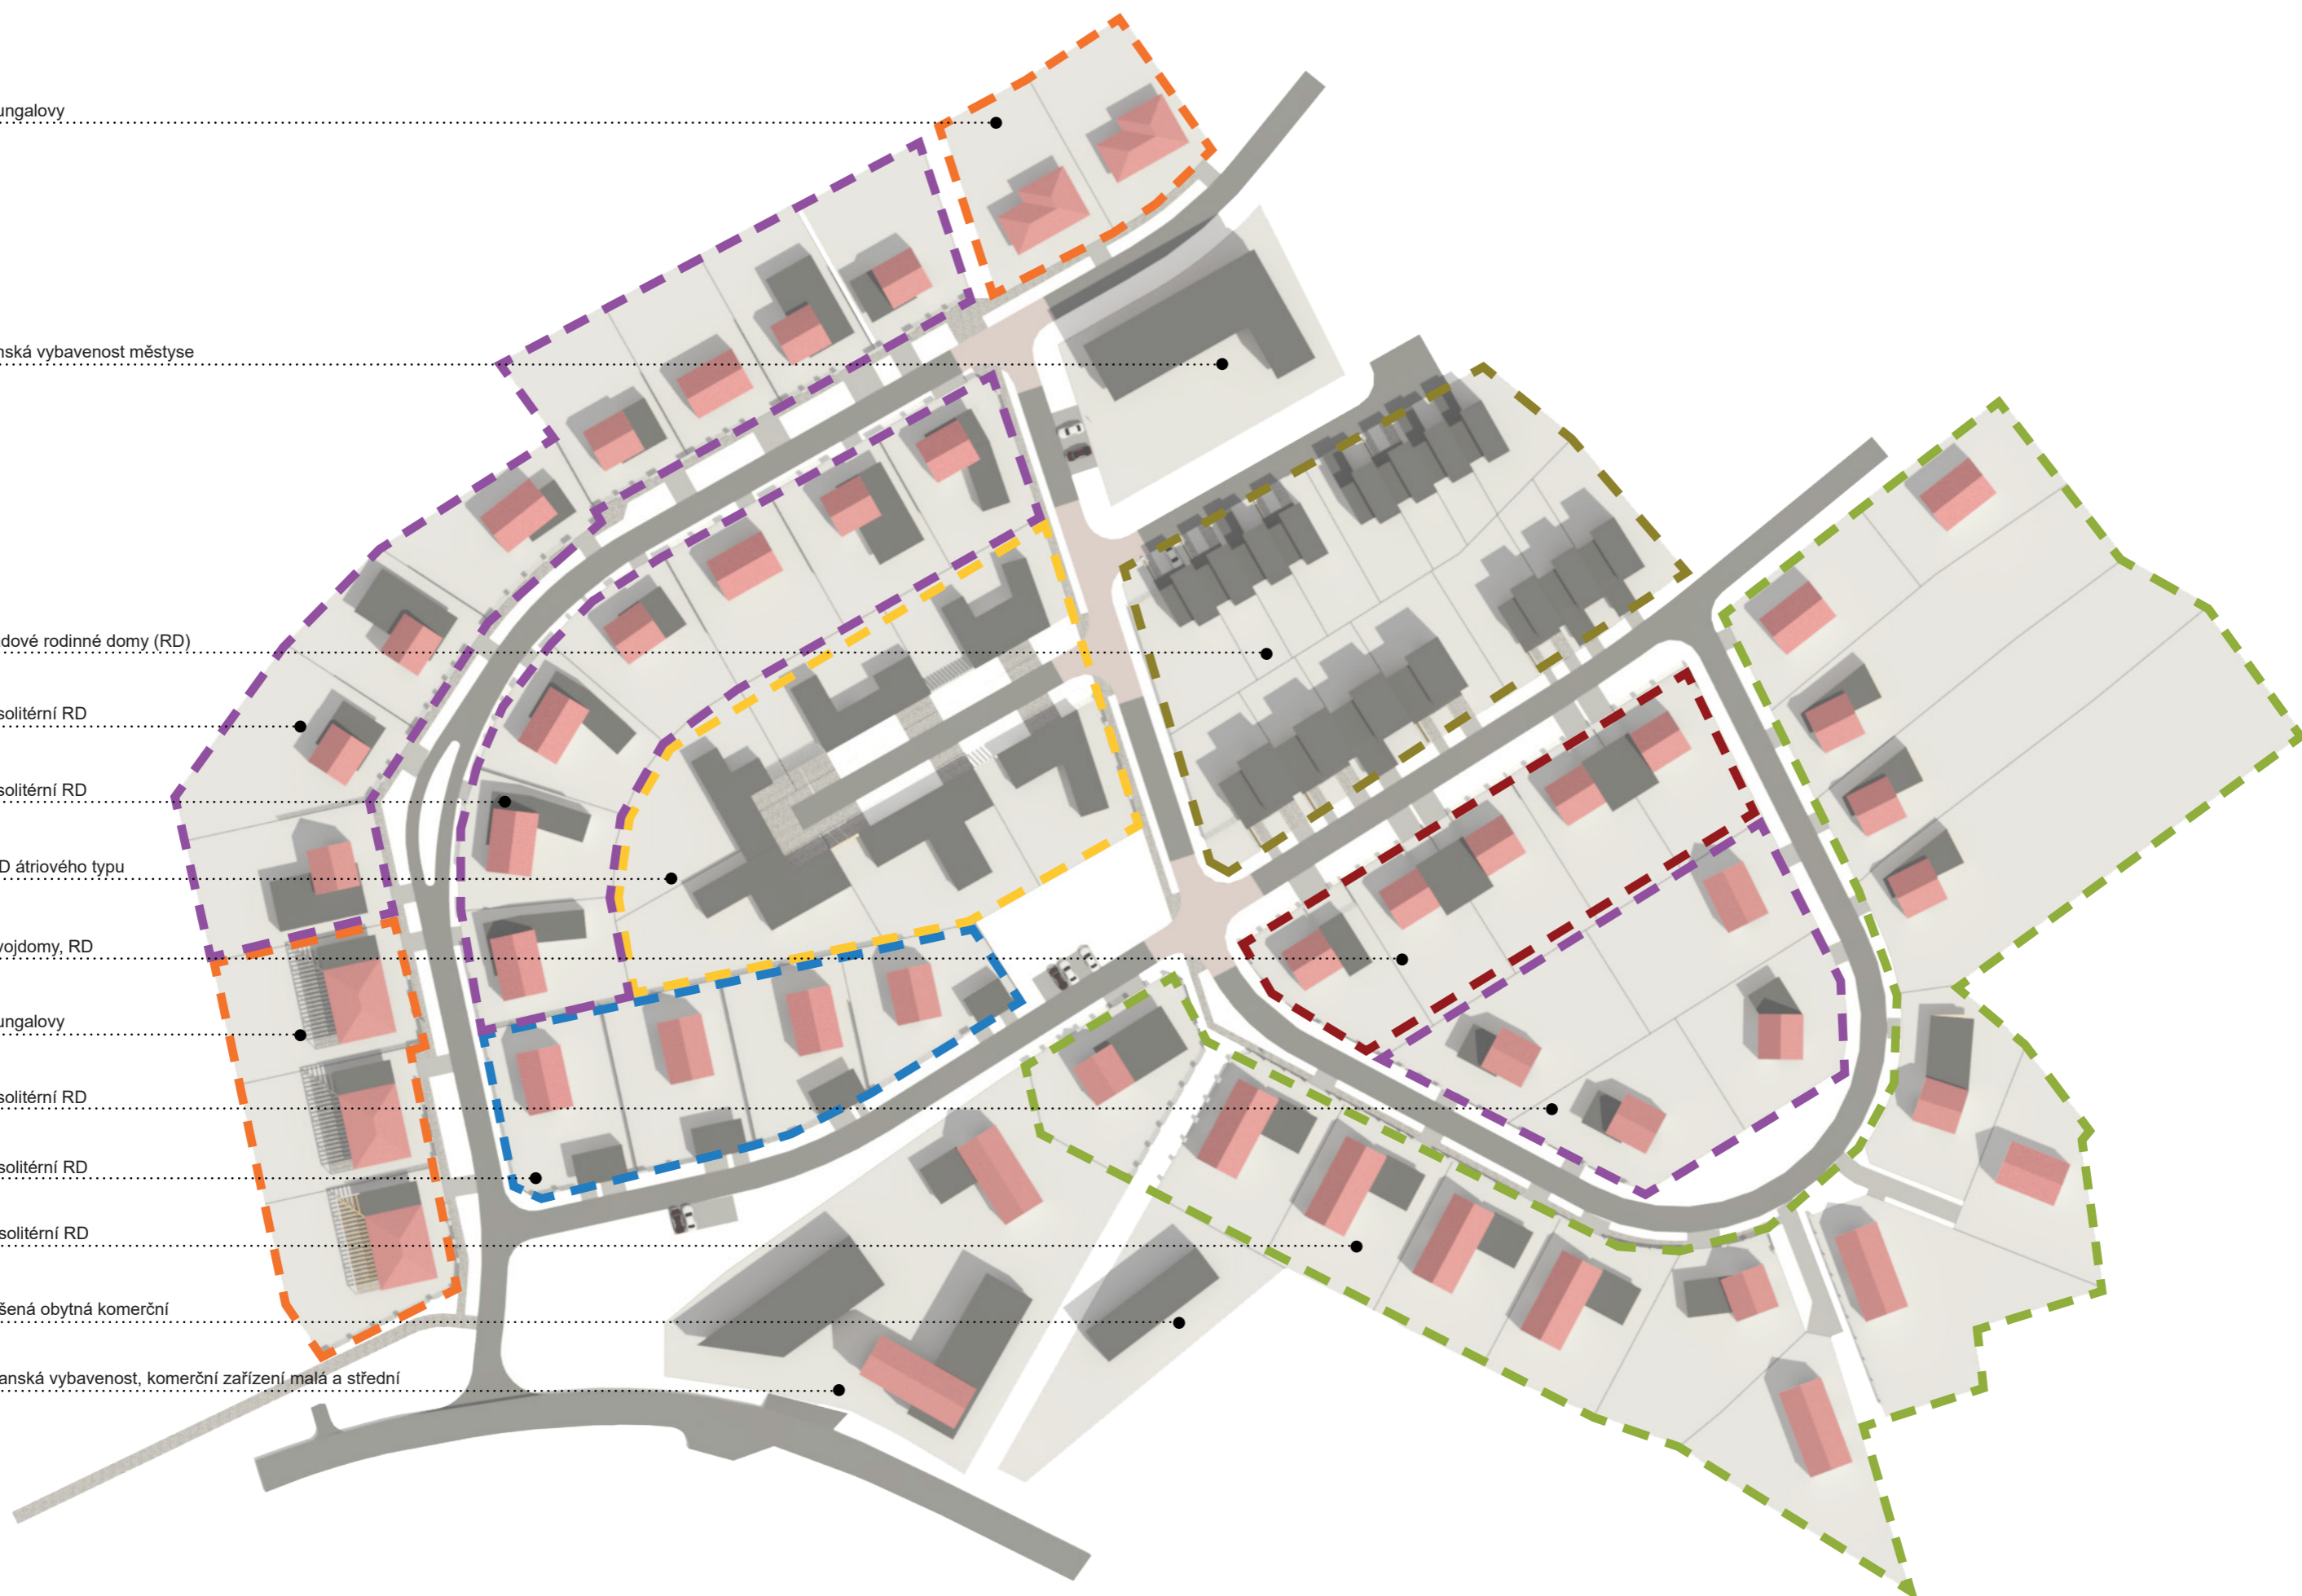 ungalovy
nská vybavenost městyse
dové rodinné domy (RD)
solitérní RD
solitérní RD
D átriového typu
vojdomy, RD
ungalovy
solitérní RD
solitérní RD
solitérní RD
šená obytná komerční
anská vybavenost, komerční zařízení malá a střední